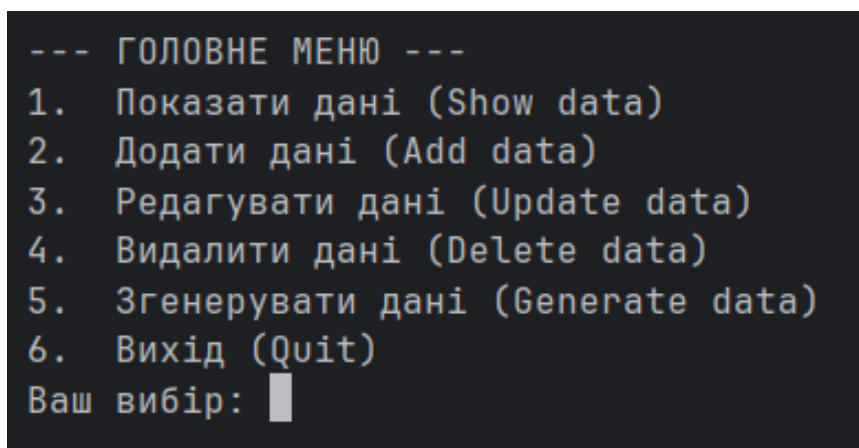 --- ГОЛОВНЕ МЕНЮ ---
1.  Показати дані (Show data)
2.  Додати дані (Add data)
3.  Редагувати дані (Update data)
4.  Видалити дані (Delete data)
5.  Згенерувати дані (Generate data)
6.  Вихід (Quit)
Ваш вибір: